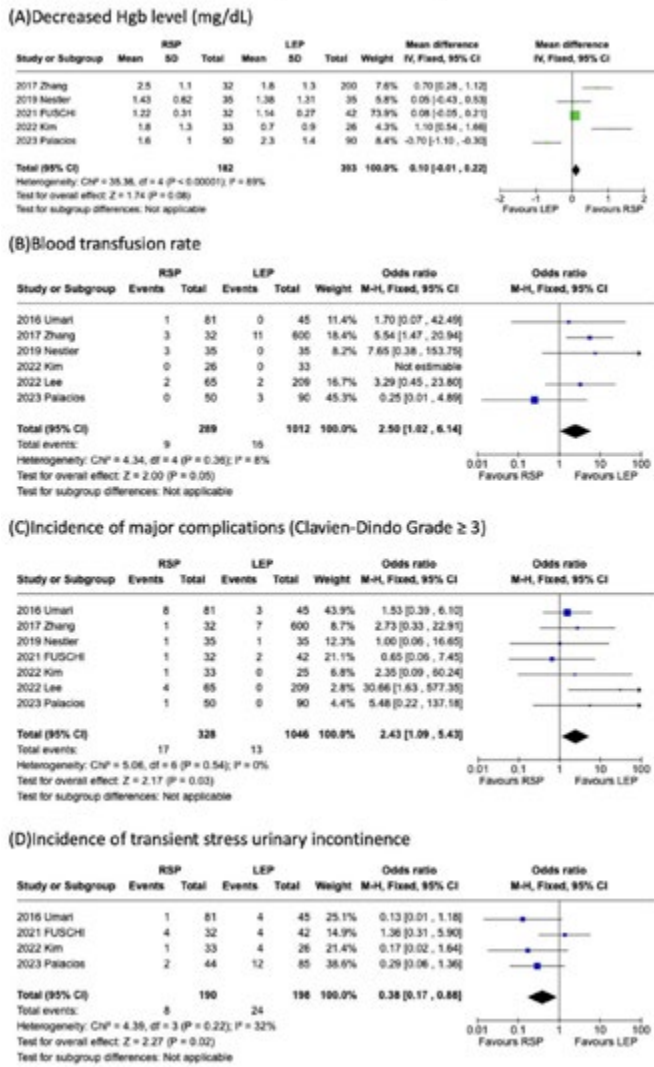 (A)Decreased Hgb level (mg/dL)
RSP LEP Mean difference Mean difference
Study or Subgroup Mean SD Total Mean SD Total Weight IV, Fixed, 95% CI IV, Fixed, 95% CI
2017 Zhang 2.5 1.1 32 1.8 1.3 200 7.6% 0.70 [0.28 , 1.12]
2019 Nestler 1.43 0.62 35 1.38 1.31 35 5.8% 0.05 [-0.43 , 0.53]
2021 FUSCHI 1.22 0.31 32 1.14 0.27 42 73.9% 0.08 [-0.05 , 0.21]
2022 Kim 1.8 1.3 33 0.7 0.9 26 4.3% 1.10 [0.54 , 1.66]
2023 Palacios 1.6 1 50 2.3 1.4 90 -0.70 [-1.10 , -0.30]
Total (95% CI) 182 393 100.0% 0.10 [-0.01 , 0.22]
Heterogeneity: Chi² = 35.36, df = 4 (P < 0.00001); I² = 89%
Test for overall effect: Z = 1.74 (P = 0.08)
Test for subgroup differences: Not applicable
-2 -1 0 1 2
Favours LEP Favours RSP
(B)Blood transfusion rate
RSP LEP Odds ratio Odds ratio
Study or Subgroup Events Total Events Total Weight M-H, Fixed, 95% CI M-H, Fixed, 95% CI
2016 Umari 1 81 0 45 11.4% 1.70 [0.07 , 42.49]
2017 Zhang 3 32 11 600 18.4% 5.54 [1.47 , 20.94]
2019 Nestler 3 35 0 35 8.2% 7.65 [0.38 , 153.75]
2022 Kim 0 26 0 33 Not estimable
2022 Lee 2 65 2 209 16.7% 3.29 [0.45 , 23.80]
2023 Palacios 0 50 3 90 45.3% 0.25 [0.01 , 4.89]
Total (95% CI) 289 1012 100.0% 2.50 [1.02 , 6.14]
Total events: 9 16
Heterogeneity: Chi² = 4.34, df = 4 (P = 0.36); I² = 8%
Test for overall effect: Z = 2.00 (P = 0.05)
Test for subgroup differences: Not applicable
0.01 0.1 1 10 100
Favours RSP Favours LEP
(C)Incidence of major complications (Clavien-Dindo Grade ≥ 3)
RSP LEP Odds ratio Odds ratio
Study or Subgroup Events Total Events Total Weight M-H, Fixed, 95% CI M-H, Fixed, 95% CI
2016 Umari 8 81 3 45 43.9% 1.53 [0.39 , 6.10]
2017 Zhang 1 32 7 600 8.7% 2.73 [0.33 , 22.91]
2019 Nestler 1 35 1 35 12.3% 1.00 [0.06 , 16.65]
2021 FUSCHI 1 32 2 42 21.1% 0.65 [0.06 , 7.45]
2022 Kim 1 33 0 25 6.8% 2.35 [0.09 , 60.24]
2022 Lee 4 65 0 209 2.8% 30.66 [1.63 , 577.35]
2023 Palacios 1 50 0 90 4.4% 5.48 [0.22 , 137.18]
Total (95% CI) 328 1046 100.0% 2.43 [1.09 , 5.43]
Total events: 17 13
Heterogeneity: Chi² = 5.06, df = 6 (P = 0.54); I² = 0%
Test for overall effect: Z = 2.17 (P = 0.03)
Test for subgroup differences: Not applicable
0.01 0.1 1 10 100
Favours RSP Favours LEP
(D)Incidence of transient stress urinary incontinence
RSP LEP Odds ratio Odds ratio
Study or Subgroup Events Total Events Total Weight M-H, Fixed, 95% CI M-H, Fixed, 95% CI
2016 Umari 1 81 4 45 25.1% 0.13 [0.01 , 1.18]
2021 FUSCHI 4 32 4 42 14.9% 1.36 [0.31 , 5.90]
2022 Kim 1 33 4 26 21.4% 0.17 [0.02 , 1.64]
2023 Palacios 2 44 12 85 38.6% 0.29 [0.06 , 1.36]
Total (95% CI) 190 198 100.0% 0.38 [0.17 , 0.88]
Total events: 8 24
Heterogeneity: Chi² = 4.39, df = 3 (P = 0.22); I² = 32%
Test for overall effect: Z = 2.27 (P = 0.02)
Test for subgroup differences: Not applicable
0.01 0.1 1 10 100
Favours RSP Favours LEP